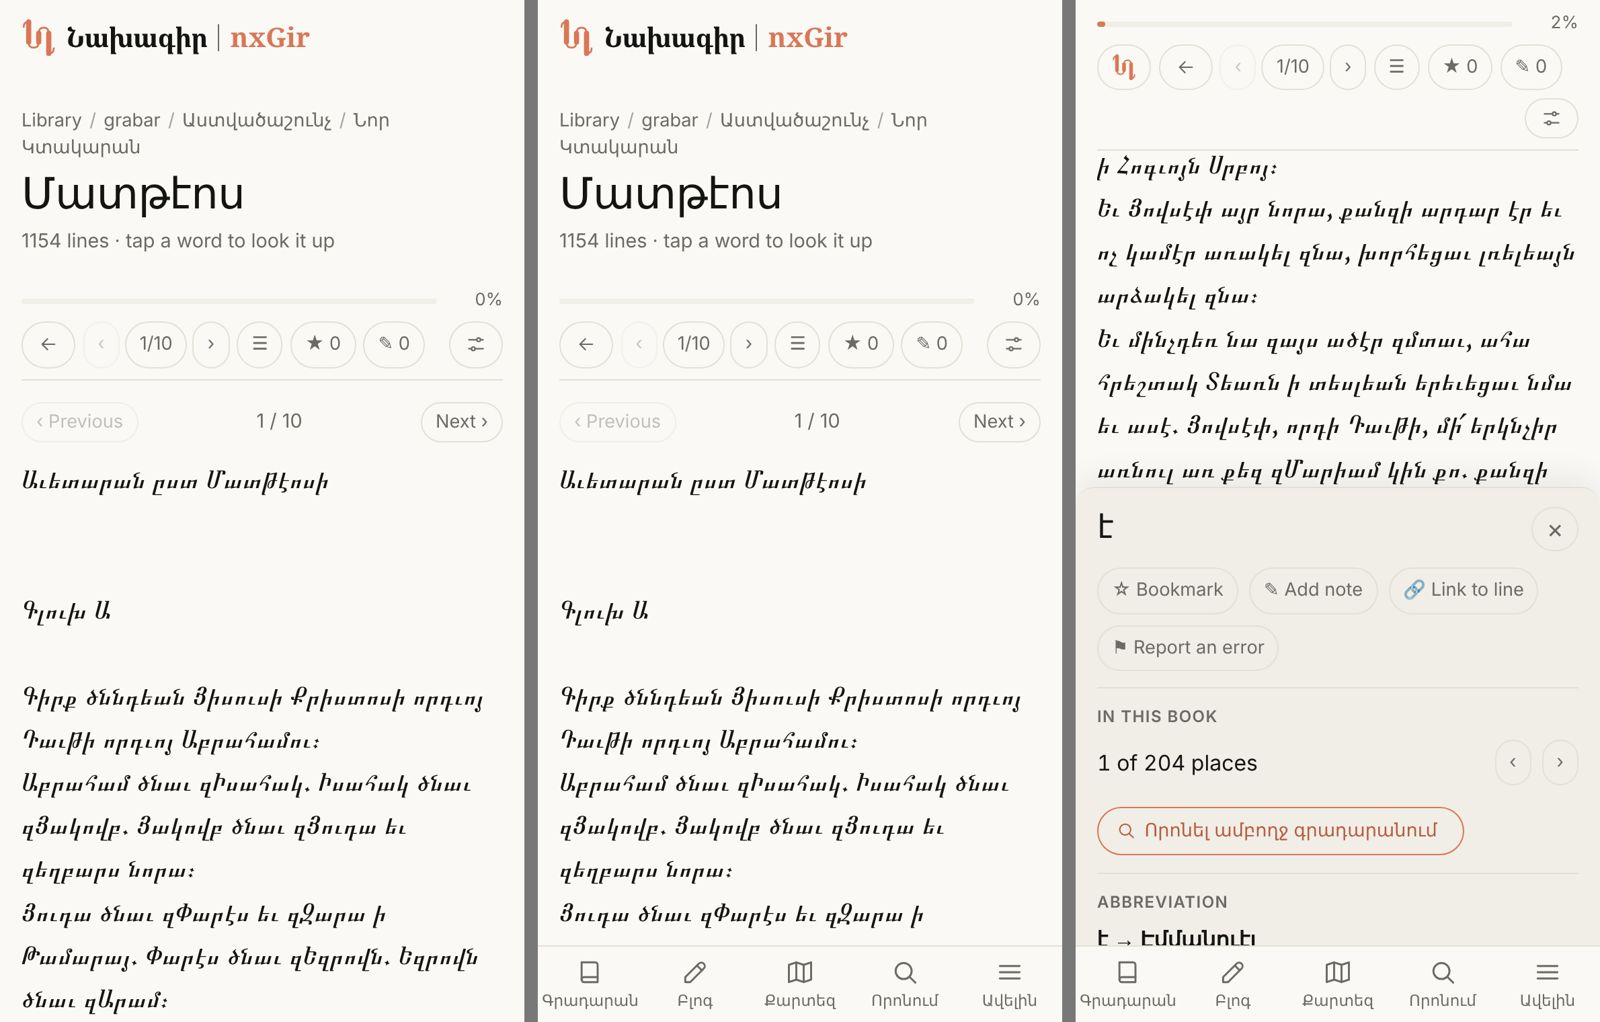 Նախագիր | nxGir
Library / grabar / Աստվածաշունչ / Նոր
Կտակարան
Մատթէոս
1154 lines · tap a word to look it up
0%
← ‹ 1/10 › ☰ ★ 0 ✎ 0
‹ Previous 1 / 10 Next ›
Աւետարան ըստ Մատթէոսի
Գլուխ Ա
Գիրք ծննդեան Յիսուսի Քրիստոսի որդւոյ
Դաւթի որդւոյ Աբրահամու։
Աբրահամ ծնաւ զԻսահակ. Իսահակ ծնաւ
զՅակովբ. Յակովբ ծնաւ զՅուդա եւ
զեղբարս նորա։
Յուդա ծնաւ զՓարէս եւ զԶարա ի
Թամարայ. Փարէս ծնաւ զԵզրովն. Եզրովն
ծնաւ զԱրամ։
Նախագիր | nxGir
Library / grabar / Աստվածաշունչ / Նոր
Կտակարան
Մատթէոս
1154 lines · tap a word to look it up
0%
← ‹ 1/10 › ☰ ★ 0 ✎ 0
‹ Previous 1 / 10 Next ›
Աւետարան ըստ Մատթէոսի
Գլուխ Ա
Գիրք ծննդեան Յիսուսի Քրիստոսի որդւոյ
Դաւթի որդւոյ Աբրահամու։
Աբրահամ ծնաւ զԻսահակ. Իսահակ ծնաւ
զՅակովբ. Յակովբ ծնաւ զՅուդա եւ
զեղբարս նորա։
Յուդա ծնաւ զՓարէս եւ զԶարա ի
Գրադարան Բլոգ Քարտեզ Որոնում Ավելին
2%
← ‹ 1/10 › ☰ ★ 0 ✎ 0
ի Հոգւոյն Սրբոյ։
Եւ Յովսէփ այր նորա, քանզի արդար էր եւ
ոչ կամէր առակել զնա, խորհեցաւ լռելեայն
արձակել զնա։
Եւ մինչդեռ նա զայս ածէր զմտաւ, ահա
հրեշտակ Տեառն ի տեսլեան երեւեցաւ նմա
եւ ասէ. Յովսէփ, որդի Դաւթի, մի՛ երկնչիր
առնուլ առ քեզ զՄարիամ կին քո. քանզի
է
×
☆ Bookmark ✎ Add note 🔗 Link to line
⚑ Report an error
IN THIS BOOK
1 of 204 places ‹ ›
Որոնել ամբողջ գրադարանում
ABBREVIATION
է → Էմմանուէլ
Գրադարան Բլոգ Քարտեզ Որոնում Ավելին